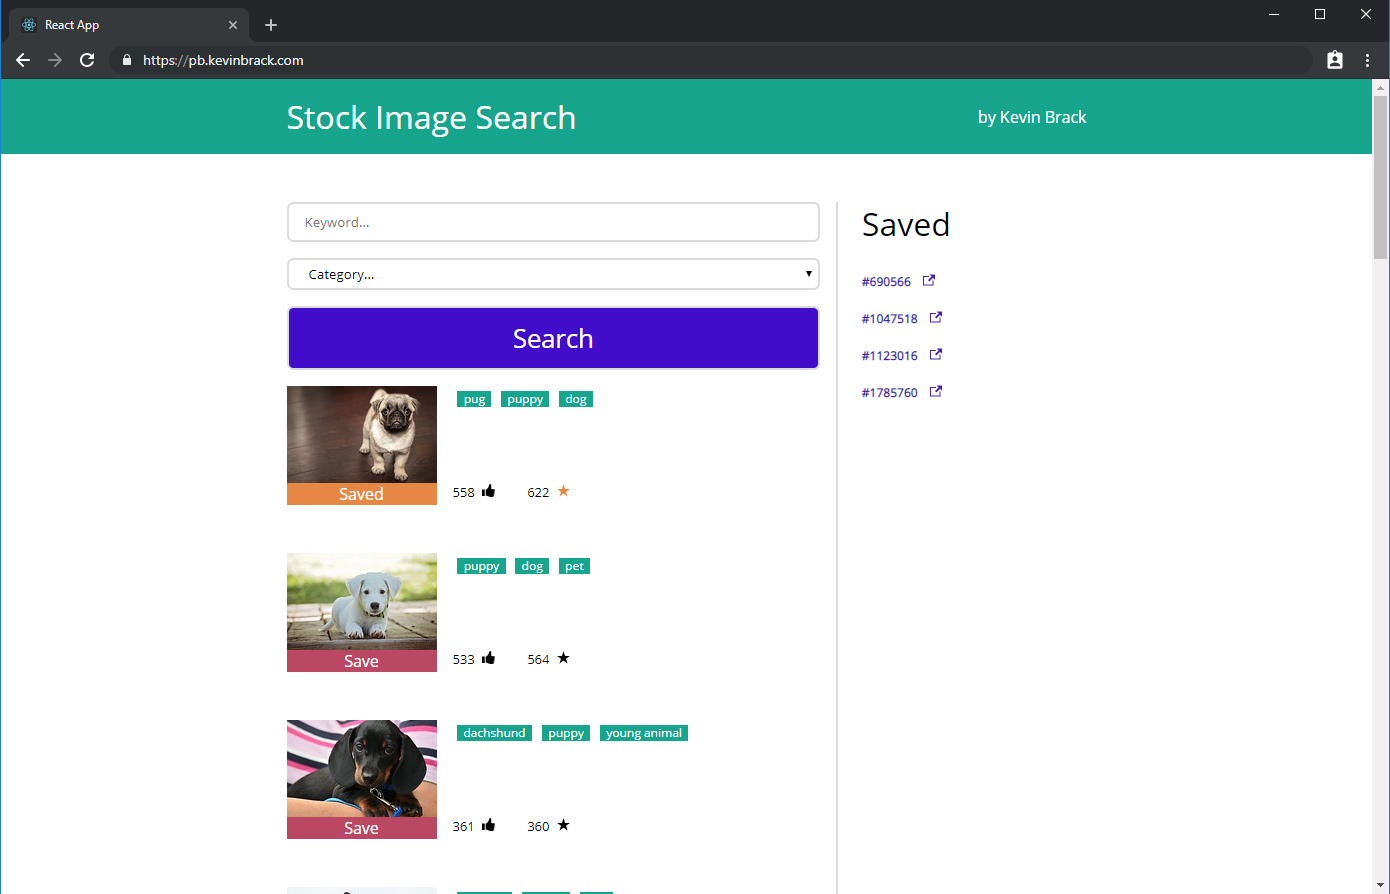 React App
https://pb.kevinbrack.com
Stock Image Search
by Kevin Brack
Keyword...
Category...
Search
pug puppy dog
Saved
558 622
puppy dog pet
Save
533 564
dachshund puppy young animal
Save
361 360
Saved
#690566
#1047518
#1123016
#1785760